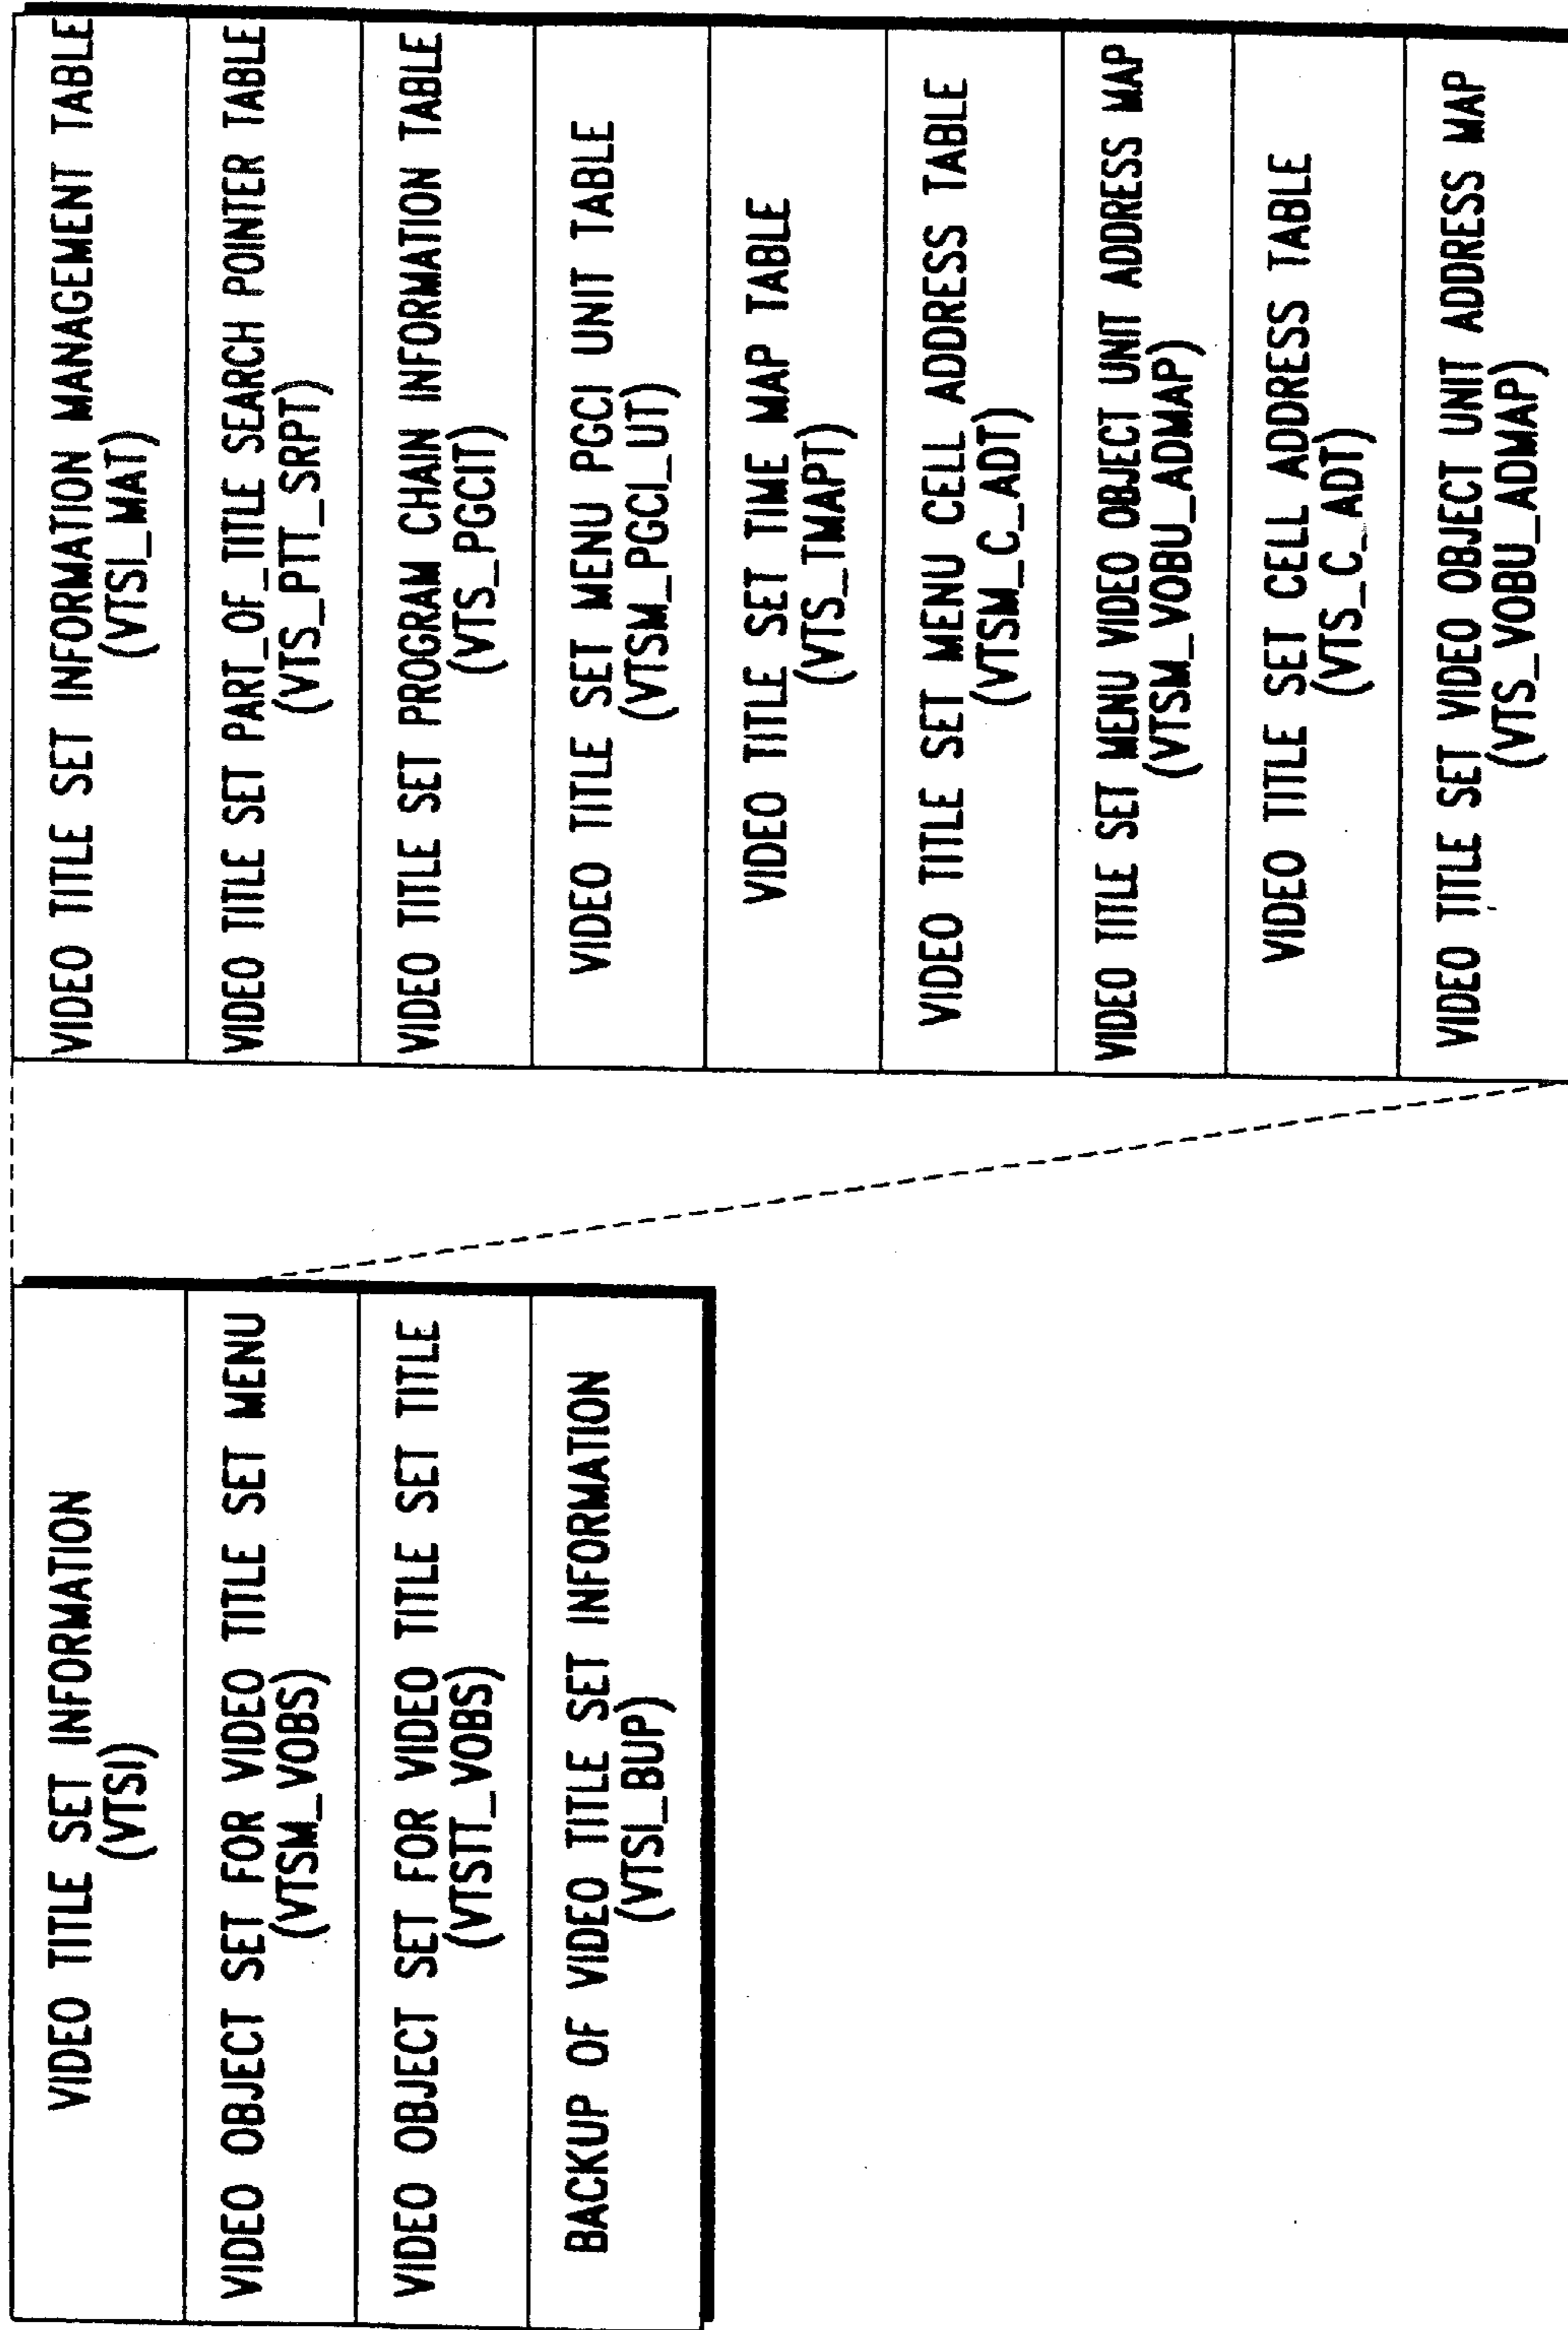 VIDEO TITLE SET INFORMATION
(VTSI)
VIDEO OBJECT SET FOR VIDEO TITLE SET MENU
(VTSM_VOBS)
VIDEO OBJECT SET FOR VIDEO TITLE SET TITLE
(VTSTT_VOBS)
BACKUP OF VIDEO TITLE SET INFORMATION
(VTSI_BUP)
VIDEO TITLE SET INFORMATION MANAGEMENT TABLE
(VTSI_MAT)
VIDEO TITLE SET PART_OF_TITLE SEARCH POINTER TABLE
(VTS_PTT_SRPT)
VIDEO TITLE SET PROGRAM CHAIN INFORMATION TABLE
(VTS_PGCIT)
VIDEO TITLE SET MENU PGCI UNIT TABLE
(VTSM_PGCI_UT)
VIDEO TITLE SET TIME MAP TABLE
(VTS_TMAPT)
VIDEO TITLE SET MENU CELL ADDRESS TABLE
(VTSM_C_ADT)
VIDEO TITLE SET MENU VIDEO OBJECT UNIT ADDRESS MAP
(VTSM_VOBU_ADMAP)
VIDEO TITLE SET CELL ADDRESS TABLE
(VTS_C_ADT)
VIDEO TITLE SET VIDEO OBJECT UNIT ADDRESS MAP
(VTS_VOBU_ADMAP)